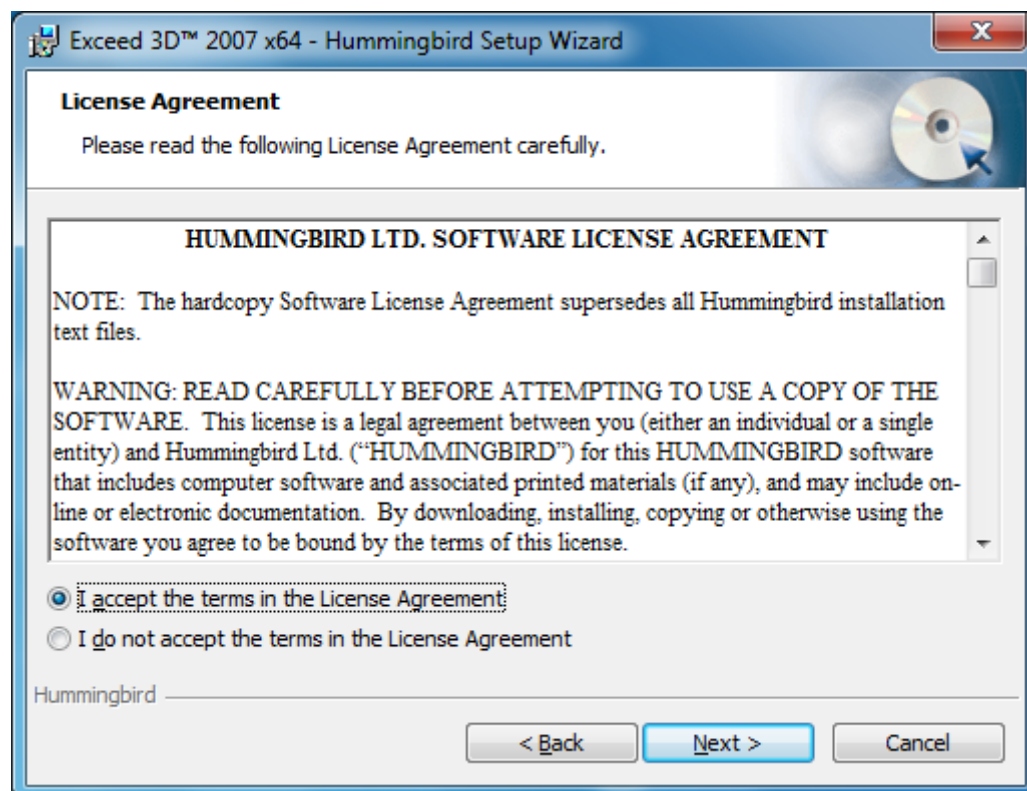 Exceed 3D™ 2007 x64 - Hummingbird Setup Wizard
License Agreement
Please read the following License Agreement carefully.
HUMMINGBIRD LTD. SOFTWARE LICENSE AGREEMENT
NOTE:  The hardcopy Software License Agreement supersedes all Hummingbird installation
text files.
WARNING: READ CAREFULLY BEFORE ATTEMPTING TO USE A COPY OF THE
SOFTWARE.  This license is a legal agreement between you (either an individual or a single
entity) and Hummingbird Ltd. (“HUMMINGBIRD”) for this HUMMINGBIRD software
that includes computer software and associated printed materials (if any), and may include on-
line or electronic documentation.  By downloading, installing, copying or otherwise using the
software you agree to be bound by the terms of this license.
I accept the terms in the License Agreement
I do not accept the terms in the License Agreement
Hummingbird
< Back
Next >
Cancel